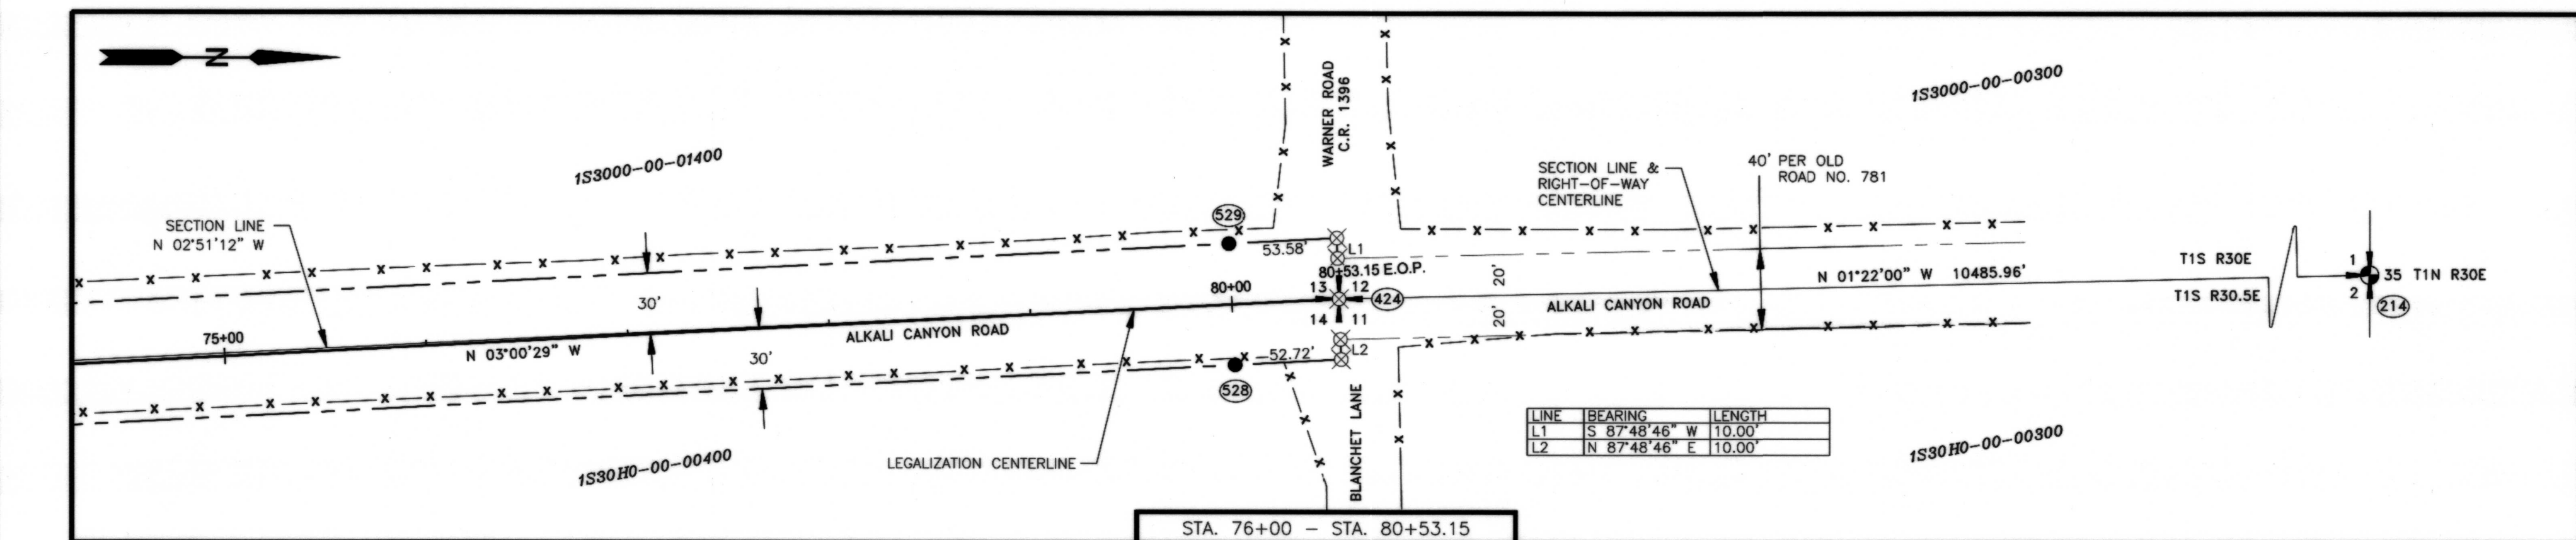 N
1S3000-00-01400
SECTION LINE
N 02°51'12" W
75+00
30'
N 03°00'29" W
30'
ALKALI CANYON ROAD
1S30H0-00-00400
LEGALIZATION CENTERLINE
WARNER ROAD
C.R. 1396
529
53.58'
L1
80+53.15 E.O.P.
80+00
13 12
424
14 11
52.72'
L2
528
BLANCHET LANE
STA. 76+00 - STA. 80+53.15
1S3000-00-00300
SECTION LINE &
RIGHT-OF-WAY
CENTERLINE
40' PER OLD
ROAD NO. 781
20'
20'
ALKALI CANYON ROAD
N 01°22'00" W 10485.96'
T1S R30E
T1S R30.5E
1
35 T1N R30E
2
214
LINE BEARING LENGTH
L1 S 87°48'46" W 10.00'
L2 N 87°48'46" E 10.00'
1S30H0-00-00300